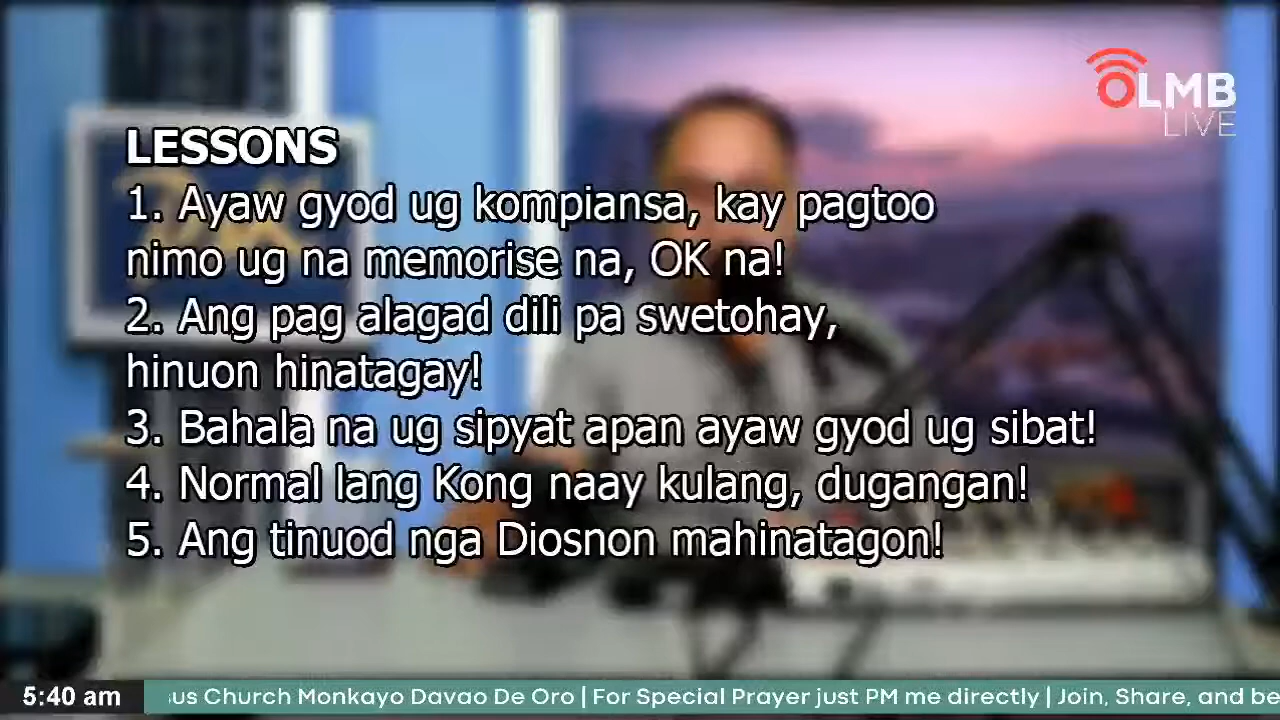 OLMB
LIVE
LESSONS
1. Ayaw gyod ug kompiansa, kay pagtoo
nimo ug na memorise na, OK na!
2. Ang pag alagad dili pa swetohay,
hinuon hinatagay!
3. Bahala na ug sipyat apan ayaw gyod ug sibat!
4. Normal lang Kong naay kulang, dugangan!
5. Ang tinuod nga Diosnon mahinatagon!
5:40 am
us Church Monkayo Davao De Oro | For Special Prayer just PM me directly | Join, Share, and be